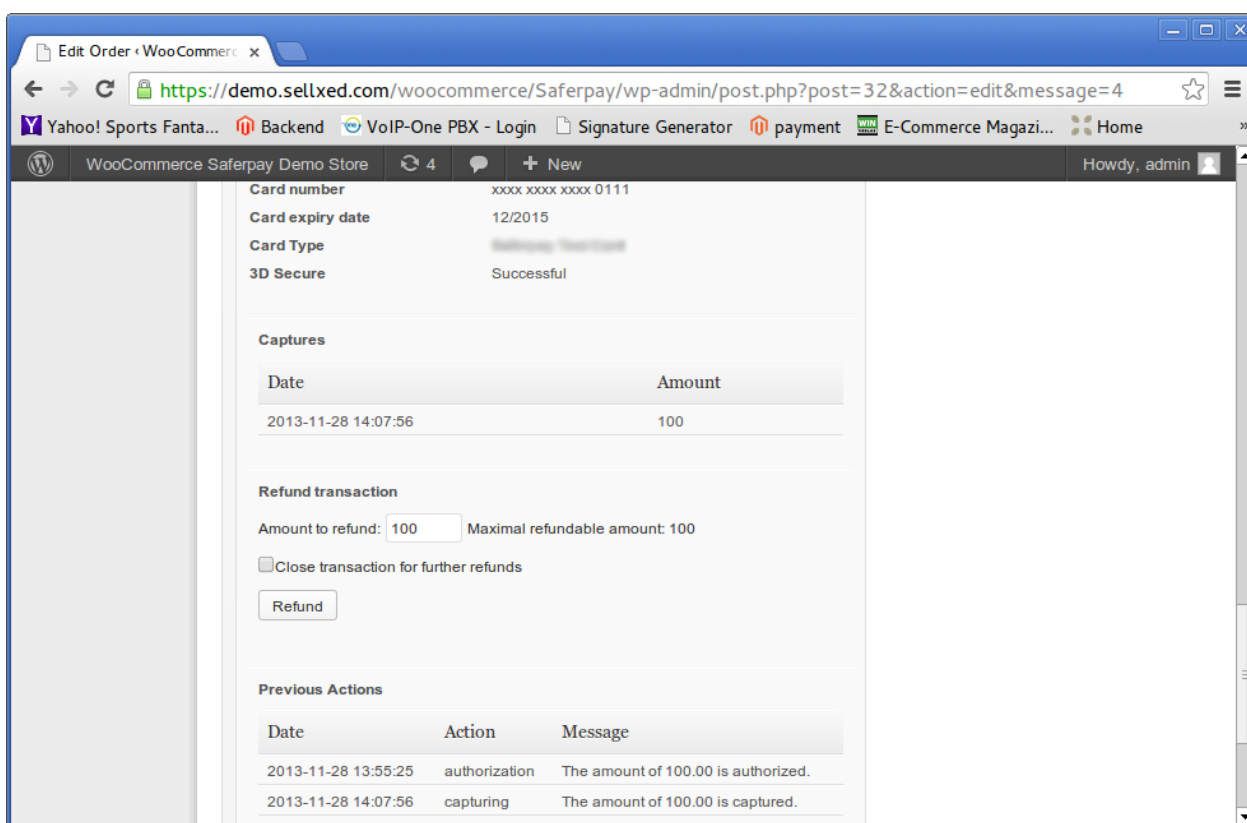 Edit Order ‹ WooCommerc
https://demo.sellxed.com/woocommerce/Saferpay/wp-admin/post.php?post=32&action=edit&message=4
Yahoo! Sports Fanta... Backend VoIP-One PBX - Login Signature Generator payment E-Commerce Magazi... Home »
WooCommerce Saferpay Demo Store 4 + New Howdy, admin
Card number xxxx xxxx xxxx 0111
Card expiry date 12/2015
Card Type
3D Secure Successful
Captures
Date Amount
2013-11-28 14:07:56 100
Refund transaction
Amount to refund: 100 Maximal refundable amount: 100
Close transaction for further refunds
Refund
Previous Actions
Date Action Message
2013-11-28 13:55:25 authorization The amount of 100.00 is authorized.
2013-11-28 14:07:56 capturing The amount of 100.00 is captured.